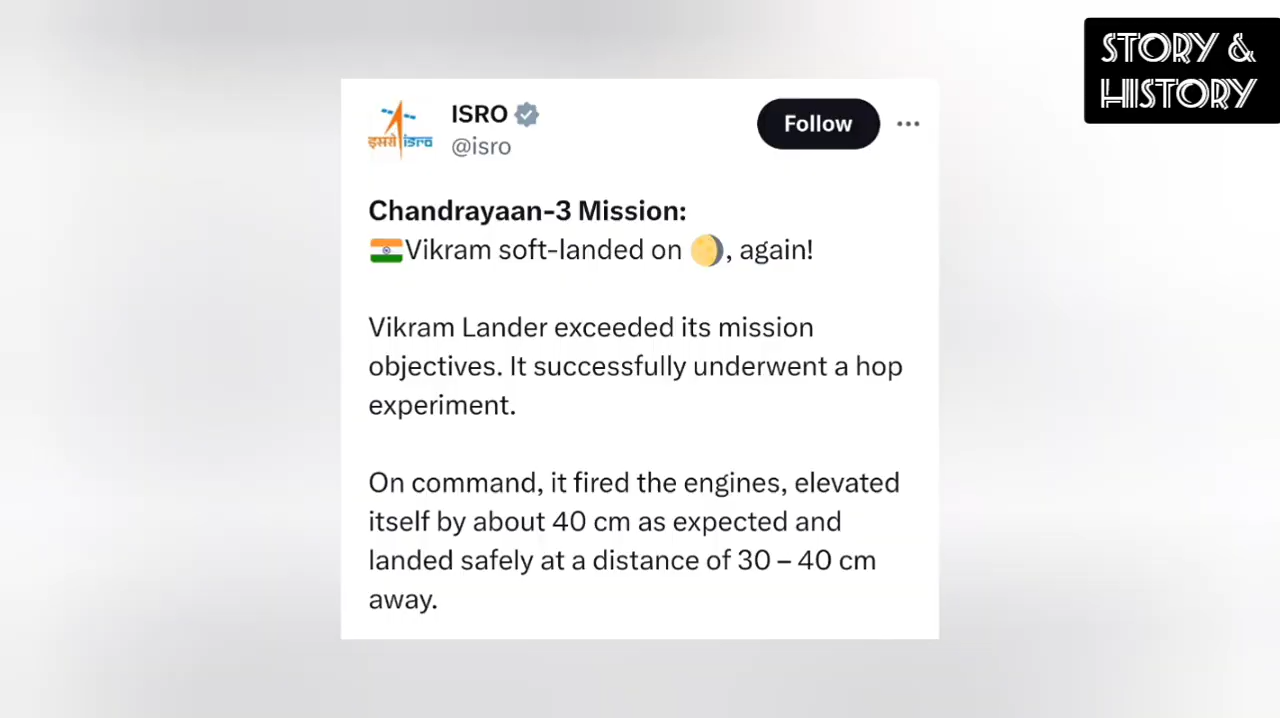 STORY &
HISTORY
इसरो isro
ISRO
@isro
Follow
Chandrayaan-3 Mission:
🇮🇳Vikram soft-landed on 🌖, again!
Vikram Lander exceeded its mission
objectives. It successfully underwent a hop
experiment.
On command, it fired the engines, elevated
itself by about 40 cm as expected and
landed safely at a distance of 30 – 40 cm
away.